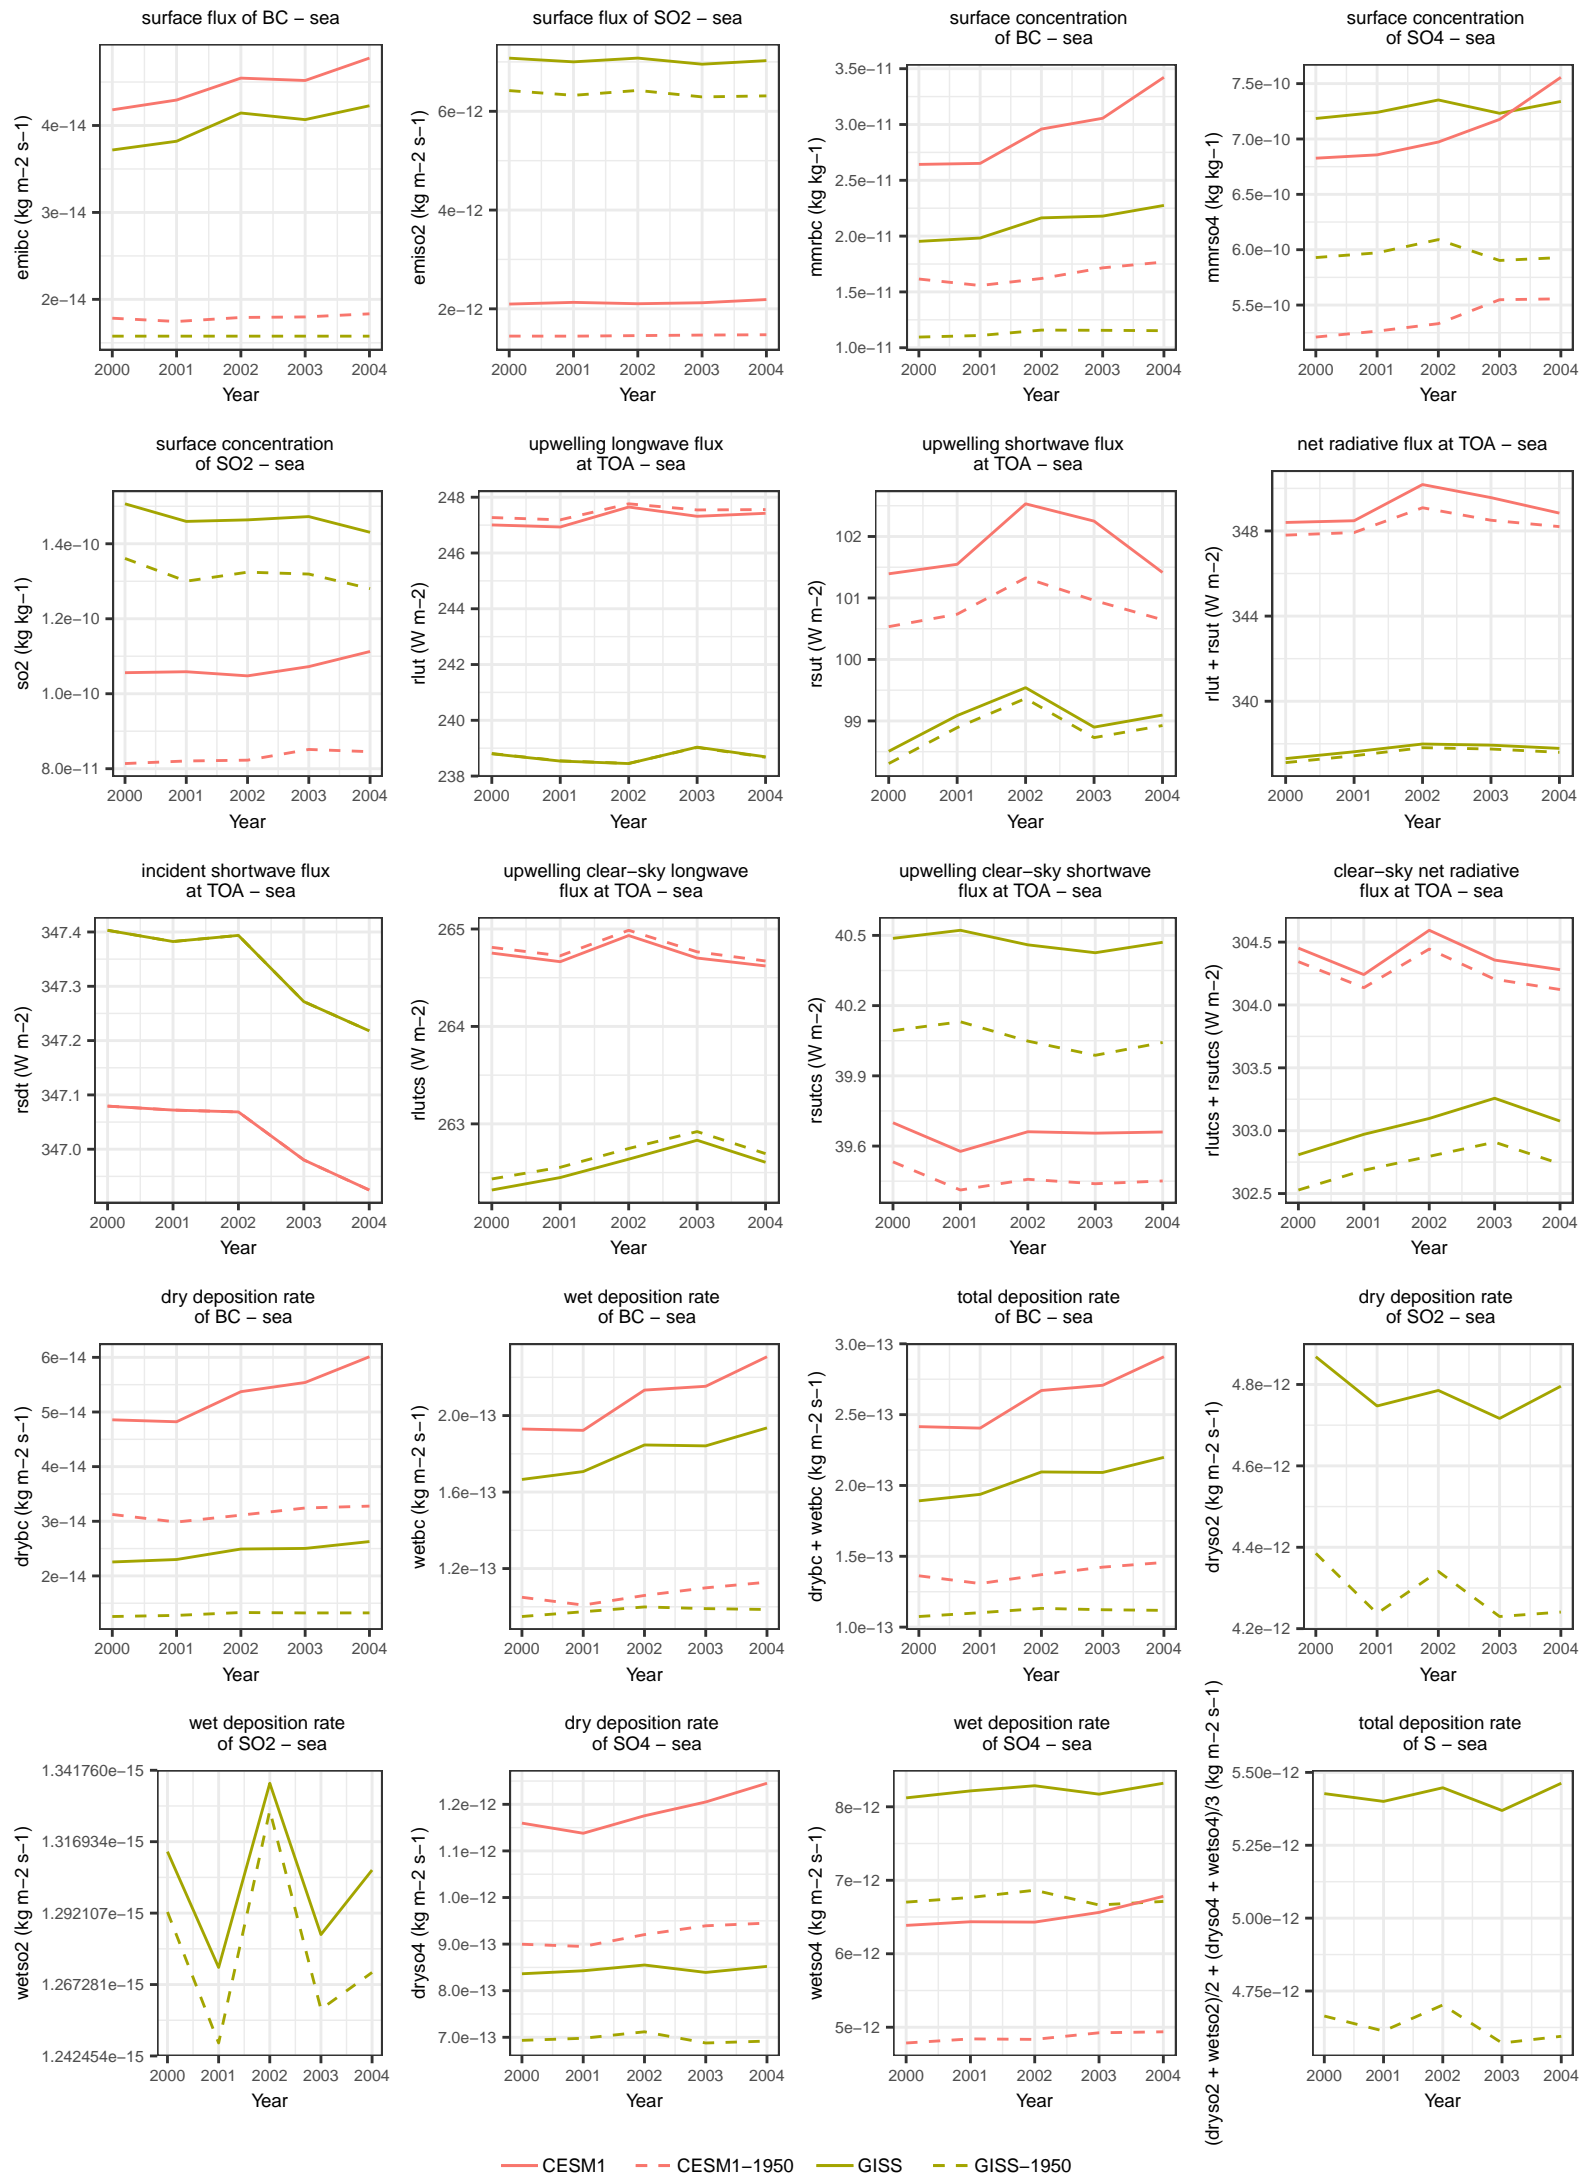 surface flux of BC − sea
emibc (kg m−2 s−1)
4e−14
3e−14
2e−14
2000 2001 2002 2003 2004
Year
surface flux of SO2 − sea
emiso2 (kg m−2 s−1)
6e−12
4e−12
2e−12
2000 2001 2002 2003 2004
Year
surface concentration
of BC − sea
mmrbc (kg kg−1)
3.5e−11
3.0e−11
2.5e−11
2.0e−11
1.5e−11
1.0e−11
2000 2001 2002 2003 2004
Year
surface concentration
of SO4 − sea
mmrso4 (kg kg−1)
7.5e−10
7.0e−10
6.5e−10
6.0e−10
5.5e−10
2000 2001 2002 2003 2004
Year
surface concentration
of SO2 − sea
so2 (kg kg−1)
1.4e−10
1.2e−10
1.0e−10
8.0e−11
2000 2001 2002 2003 2004
Year
upwelling longwave flux
at TOA − sea
rlut (W m−2)
248
246
244
242
240
238
2000 2001 2002 2003 2004
Year
upwelling shortwave flux
at TOA − sea
rsut (W m−2)
102
101
100
99
2000 2001 2002 2003 2004
Year
net radiative flux at TOA − sea
rlut + rsut (W m−2)
348
344
340
2000 2001 2002 2003 2004
Year
incident shortwave flux
at TOA − sea
rsdt (W m−2)
347.4
347.3
347.2
347.1
347.0
2000 2001 2002 2003 2004
Year
upwelling clear−sky longwave
flux at TOA − sea
rlutcs (W m−2)
265
264
263
2000 2001 2002 2003 2004
Year
upwelling clear−sky shortwave
flux at TOA − sea
rsutcs (W m−2)
40.5
40.2
39.9
39.6
2000 2001 2002 2003 2004
Year
clear−sky net radiative
flux at TOA − sea
rlutcs + rsutcs (W m−2)
304.5
304.0
303.5
303.0
302.5
2000 2001 2002 2003 2004
Year
dry deposition rate
of BC − sea
drybc (kg m−2 s−1)
6e−14
5e−14
4e−14
3e−14
2e−14
2000 2001 2002 2003 2004
Year
wet deposition rate
of BC − sea
wetbc (kg m−2 s−1)
2.0e−13
1.6e−13
1.2e−13
2000 2001 2002 2003 2004
Year
total deposition rate
of BC − sea
drybc + wetbc (kg m−2 s−1)
3.0e−13
2.5e−13
2.0e−13
1.5e−13
1.0e−13
2000 2001 2002 2003 2004
Year
dry deposition rate
of SO2 − sea
dryso2 (kg m−2 s−1)
4.8e−12
4.6e−12
4.4e−12
4.2e−12
2000 2001 2002 2003 2004
Year
wet deposition rate
of SO2 − sea
wetso2 (kg m−2 s−1)
1.341760e−15
1.316934e−15
1.292107e−15
1.267281e−15
1.242454e−15
2000 2001 2002 2003 2004
Year
dry deposition rate
of SO4 − sea
dryso4 (kg m−2 s−1)
1.2e−12
1.1e−12
1.0e−12
9.0e−13
8.0e−13
7.0e−13
2000 2001 2002 2003 2004
Year
wet deposition rate
of SO4 − sea
wetso4 (kg m−2 s−1)
8e−12
7e−12
6e−12
5e−12
2000 2001 2002 2003 2004
Year
total deposition rate
of S − sea
(dryso2 + wetso2)/2 + (dryso4 + wetso4)/3 (kg m−2 s−1)
5.50e−12
5.25e−12
5.00e−12
4.75e−12
2000 2001 2002 2003 2004
Year
CESM1 CESM1−1950 GISS GISS−1950